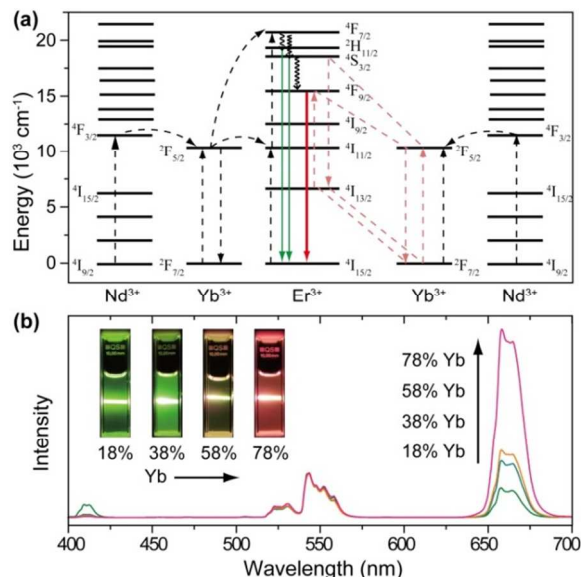 (a)
20
15
10
5
0
Energy (10³ cm⁻¹)
⁴F₃/₂
⁴I₁₅/₂
⁴I₉/₂
²F₅/₂
²F₇/₂
⁴F₇/₂
²H₁₁/₂
⁴S₃/₂
⁴F₉/₂
⁴I₉/₂
⁴I₁₁/₂
⁴I₁₃/₂
⁴I₁₅/₂
²F₅/₂
²F₇/₂
⁴F₃/₂
⁴I₁₅/₂
⁴I₉/₂
Nd³⁺ Yb³⁺ Er³⁺ Yb³⁺ Nd³⁺
(b)
Intensity
18% 38% 58% 78%
Yb
78% Yb
58% Yb
38% Yb
18% Yb
400 450 500 550 600 650 700
Wavelength (nm)